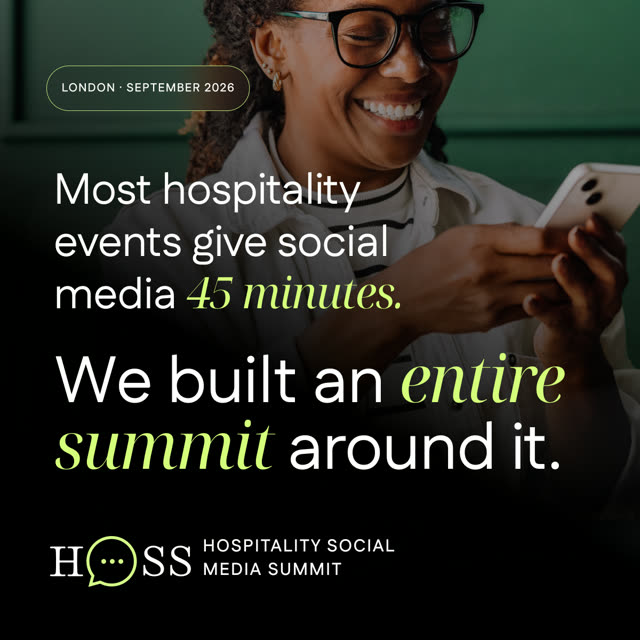 LONDON · SEPTEMBER 2026
Most hospitality
events give social
media 45 minutes.
We built an entire
summit around it.
HOSS
HOSPITALITY SOCIAL
MEDIA SUMMIT